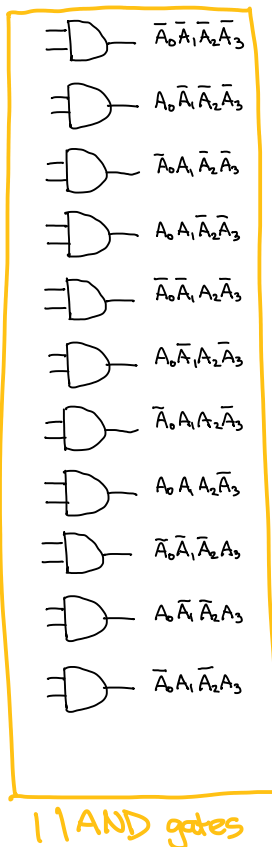 A̅₀A̅₁A̅₂A̅₃
A₀A̅₁A̅₂A̅₃
A̅₀A₁A̅₂A̅₃
A₀A₁A̅₂A̅₃
A̅₀A̅₁A₂A̅₃
A₀A̅₁A₂A̅₃
A̅₀A₁A₂A̅₃
A₀A₁A₂A̅₃
A̅₀A̅₁A̅₂A₃
A₀A̅₁A̅₂A₃
A̅₀A₁A̅₂A₃
11 AND gates